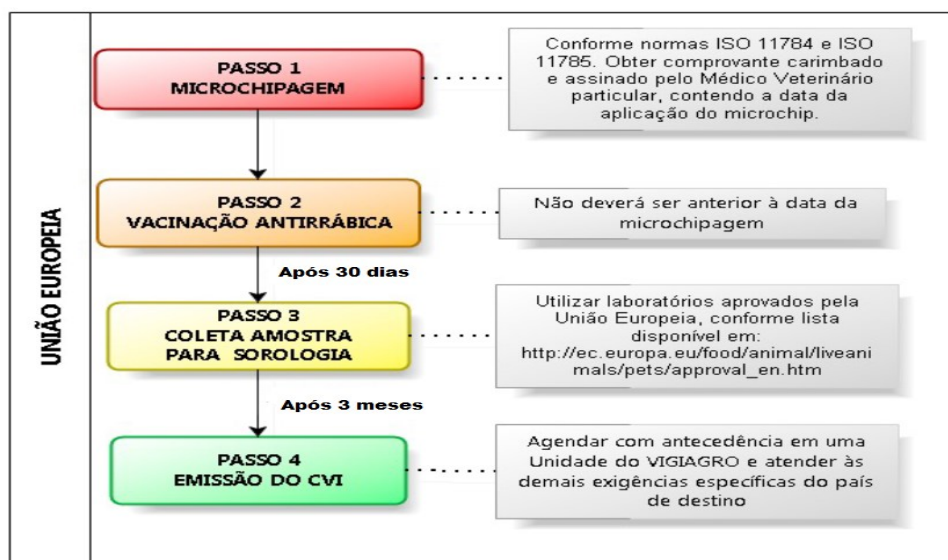 UNIÃO EUROPEIA
PASSO 1
MICROCHIPAGEM
Conforme normas ISO 11784 e ISO
11785. Obter comprovante carimbado
e assinado pelo Médico Veterinário
particular, contendo a data da
aplicação do microchip.
PASSO 2
VACINAÇÃO ANTIRRÁBICA
Não deverá ser anterior à data da
microchipagem
Após 30 dias
PASSO 3
COLETA AMOSTRA
PARA SOROLOGIA
Utilizar laboratórios aprovados pela
União Europeia, conforme lista
disponível em:
http://ec.europa.eu/food/animal/liveani
mals/pets/approval_en.htm
Após 3 meses
PASSO 4
EMISSÃO DO CVI
Agendar com antecedência em uma
Unidade do VIGIAGRO e atender às
demais exigências específicas do país
de destino